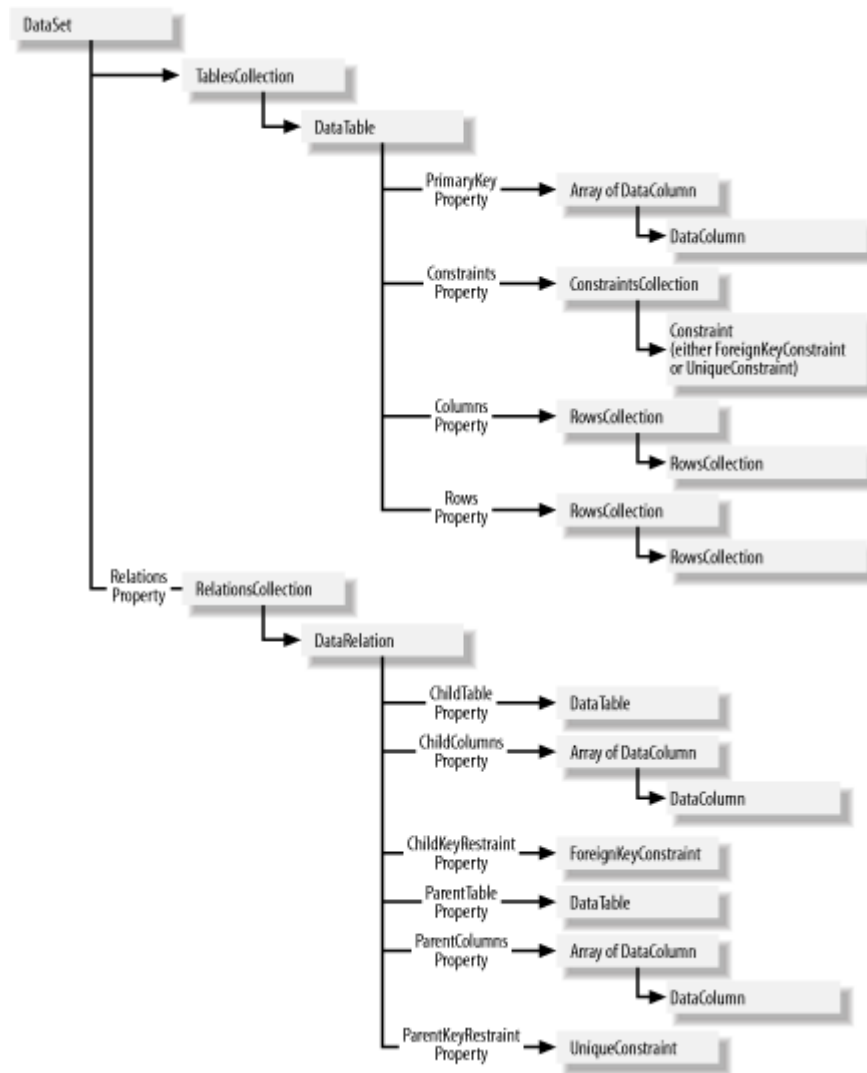 DataSet
TablesCollection
DataTable
PrimaryKey
Property
Array of DataColumn
DataColumn
Constraints
Property
ConstraintsCollection
Constraint
(either ForeignKeyConstraint
or UniqueConstraint)
Columns
Property
RowsCollection
RowsCollection
Rows
Property
RowsCollection
RowsCollection
Relations
Property
RelationsCollection
DataRelation
ChildTable
Property
DataTable
ChildColumns
Property
Array of DataColumn
DataColumn
ChildKeyRestraint
Property
ForeignKeyConstraint
ParentTable
Property
DataTable
ParentColumns
Property
Array of DataColumn
DataColumn
ParentKeyRestraint
Property
UniqueConstraint